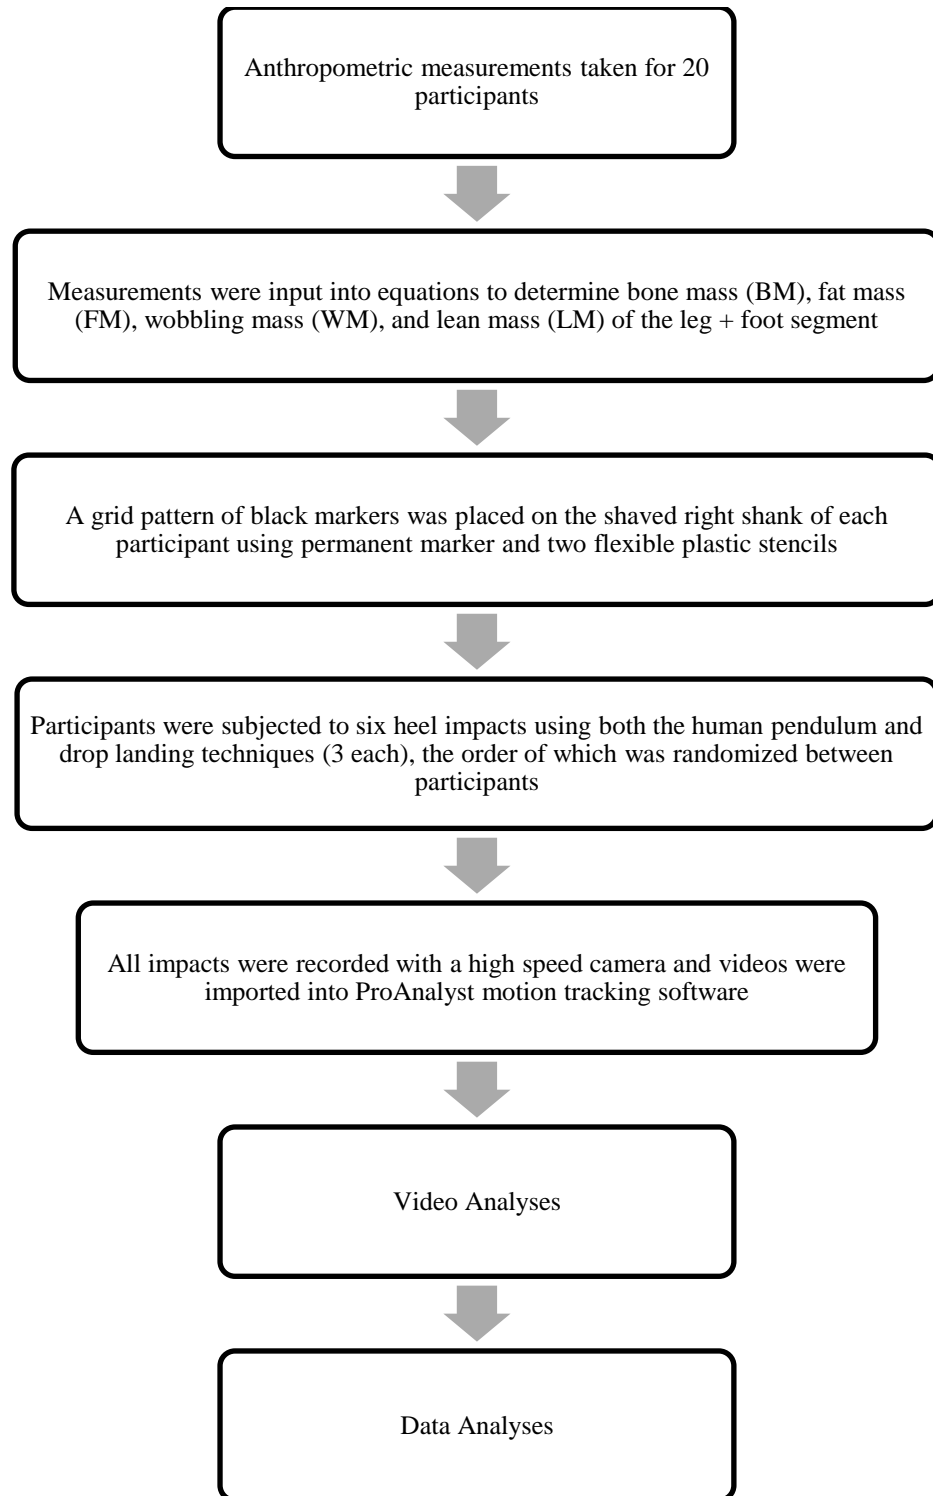 Anthropometric measurements taken for 20
participants
Measurements were input into equations to determine bone mass (BM), fat mass
(FM), wobbling mass (WM), and lean mass (LM) of the leg + foot segment
A grid pattern of black markers was placed on the shaved right shank of each
participant using permanent marker and two flexible plastic stencils
Participants were subjected to six heel impacts using both the human pendulum and
drop landing techniques (3 each), the order of which was randomized between
participants
All impacts were recorded with a high speed camera and videos were
imported into ProAnalyst motion tracking software
Video Analyses
Data Analyses